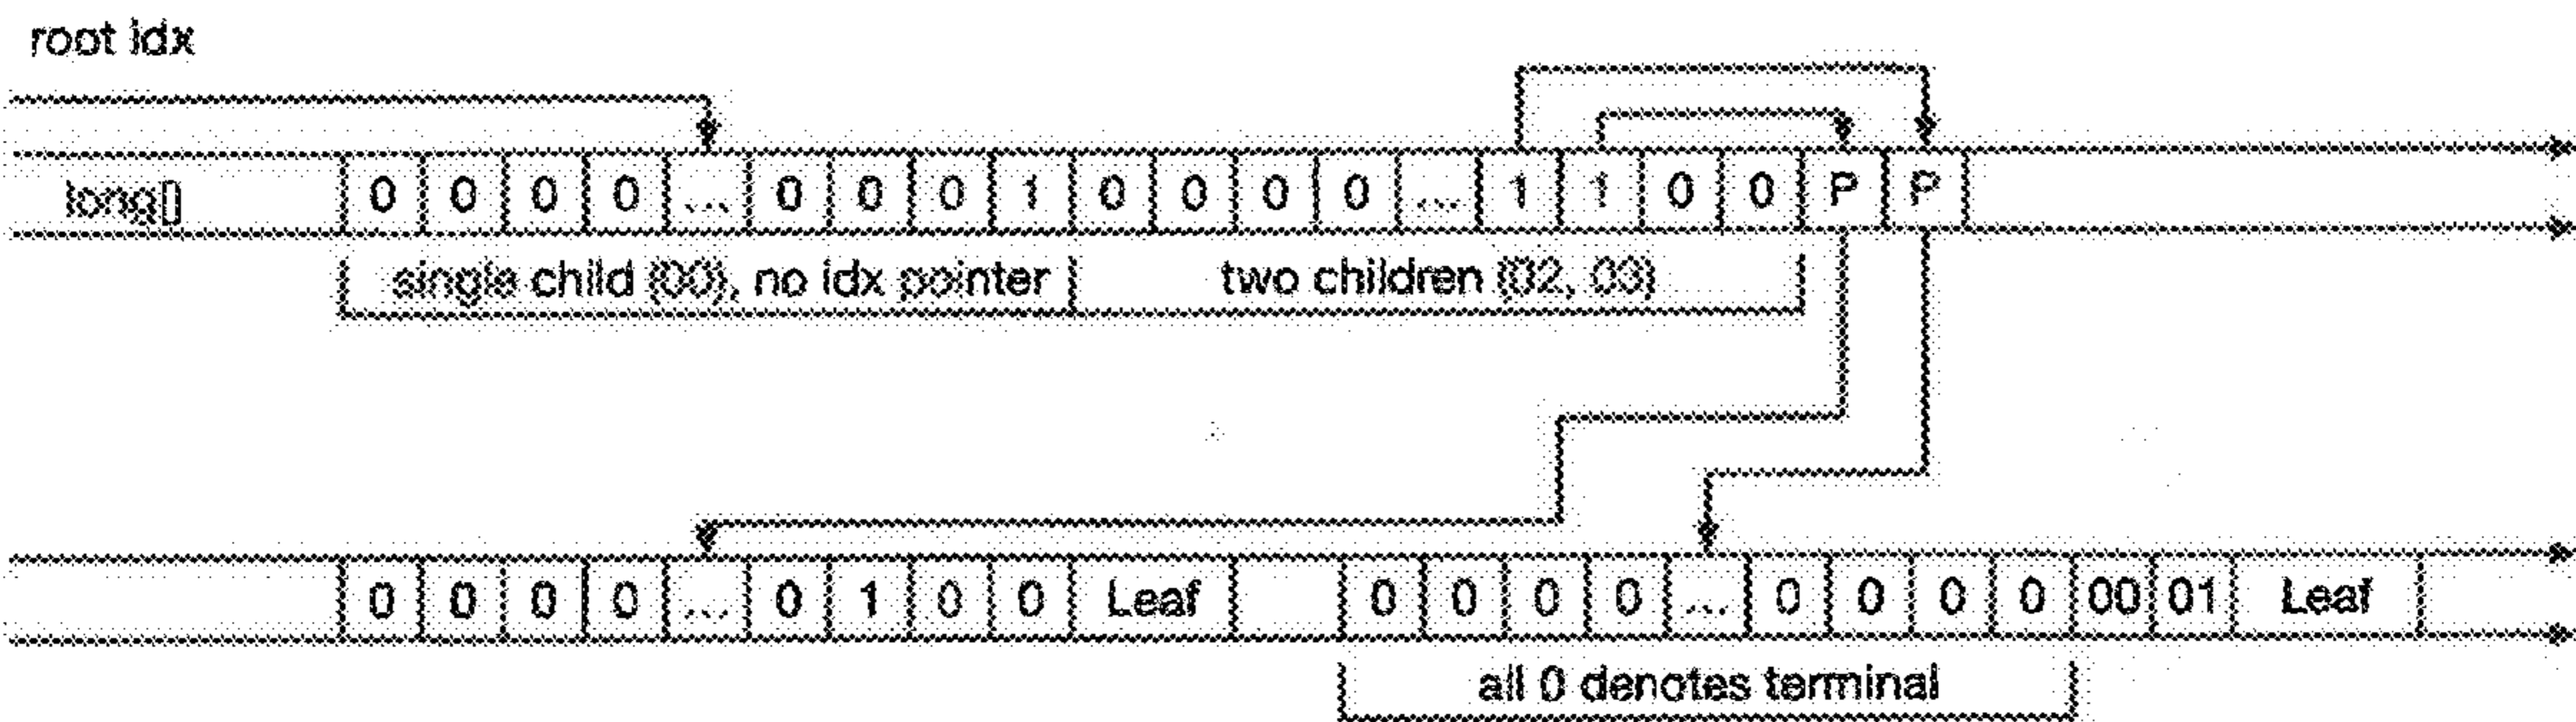 root idx
long[] 0 0 0 0 ... 0 0 0 1 0 0 0 0 ... 1 1 0 0 P P
single child (00), no idx pointer two children (02, 03)
0 0 0 0 ... 0 1 0 0 Leaf 0 0 0 0 ... 0 0 0 0 00 01 Leaf
all 0 denotes terminal